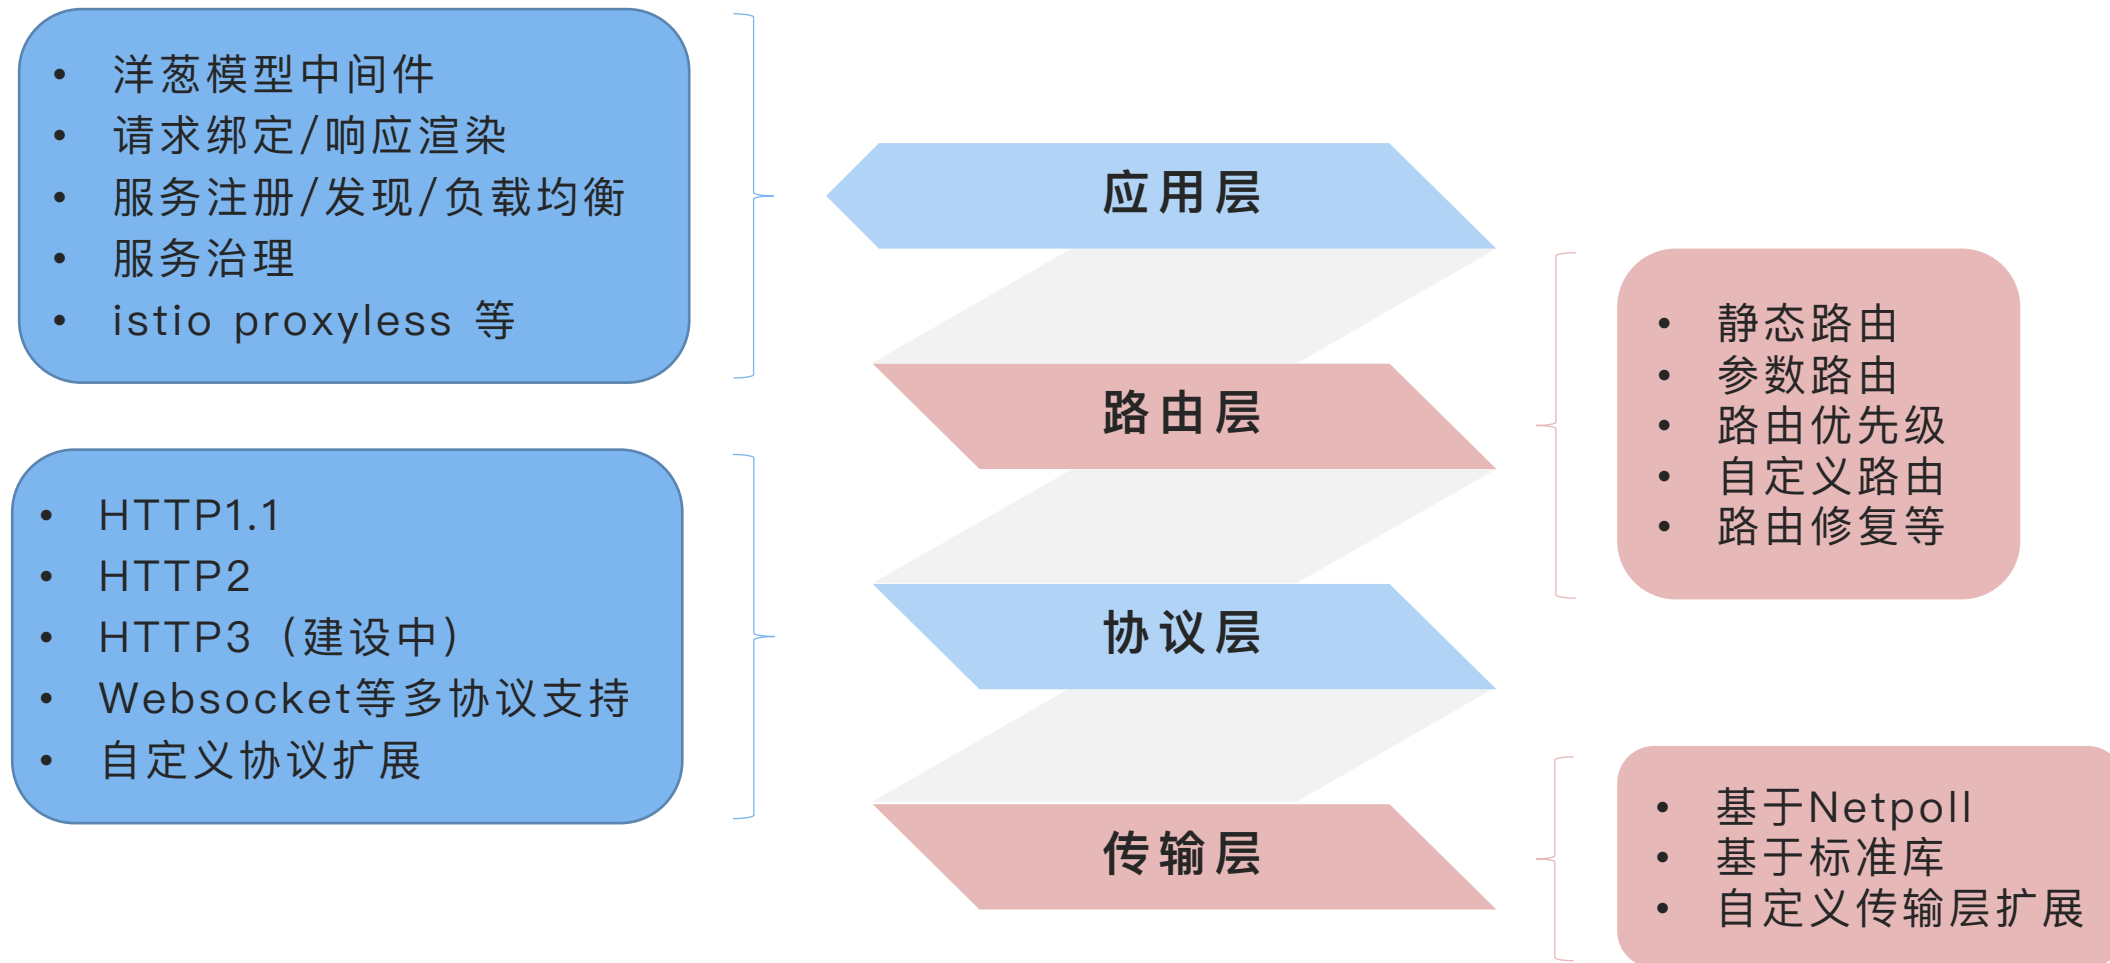 洋葱模型中间件
请求绑定/响应渲染
服务注册/发现/负载均衡
服务治理
istio proxyless 等
应用层
路由层
静态路由
参数路由
路由优先级
自定义路由
路由修复等
HTTP1.1
HTTP2
HTTP3（建设中）
Websocket等多协议支持
自定义协议扩展
协议层
传输层
基于Netpoll
基于标准库
自定义传输层扩展